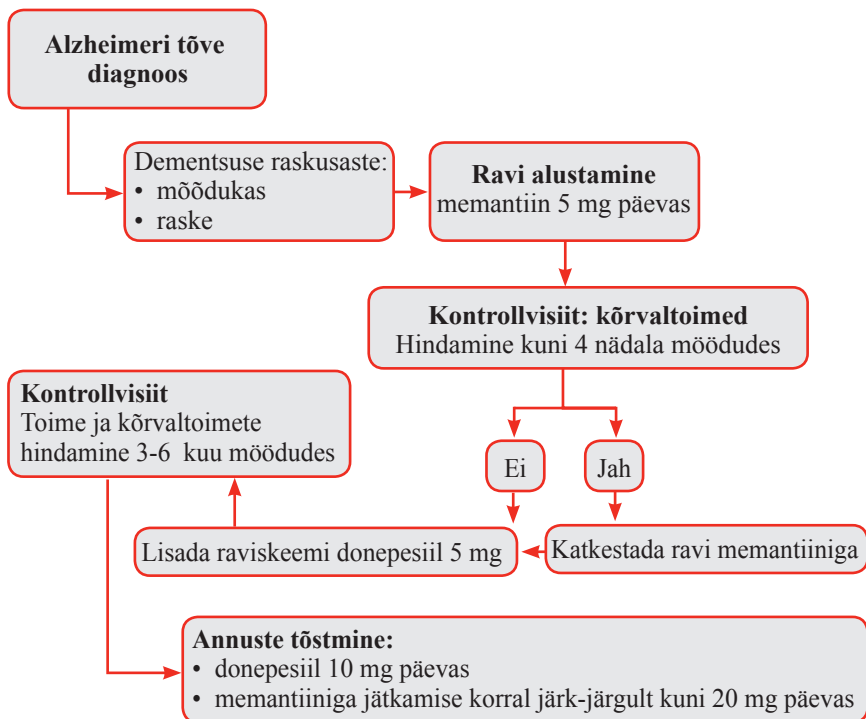 Alzheimeri tõve
diagnoos
Dementsuse raskusaste:
• mõõdukas
• raske
Ravi alustamine
memantiin 5 mg päevas
Kontrollvisiit: kõrvaltoimed
Hindamine kuni 4 nädala möödudes
Ei
Jah
Katkestada ravi memantiiniga
Lisada raviskeemi donepesiil 5 mg
Kontrollvisiit
Toime ja kõrvaltoimete
hindamine 3-6 kuu möödudes
Annuste tõstmine:
• donepesiil 10 mg päevas
• memantiiniga jätkamise korral järk-järgult kuni 20 mg päevas